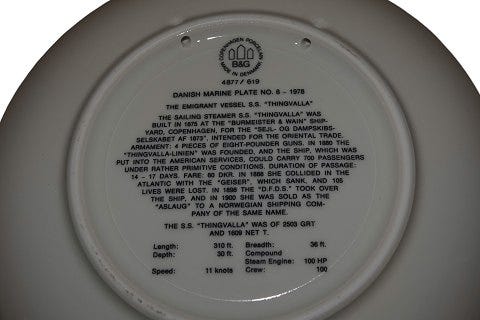 COPENHAGEN PORCELAIN
B&G
MADE IN DENMARK
4877/619
DANISH MARINE PLATE NO. 6 - 1978
THE EMIGRANT VESSEL S.S. "THINGVALLA"
THE SAILING STEAMER S.S. "THINGVALLA" WAS
BUILT IN 1875 AT THE "BURMEISTER & WAIN" SHIP-
YARD, COPENHAGEN, FOR THE "SEJL- OG DAMPSKIBS-
SELSKABET AF 1873", INTENDED FOR THE ORIENTAL TRADE.
ARMAMENT: 4 PIECES OF EIGHT-POUNDER GUNS. IN 1880 THE
"THINGVALLA-LINIEN" WAS FOUNDED, AND THE SHIP, WHICH WAS
PUT INTO THE AMERICAN SERVICES, COULD CARRY 700 PASSENGERS
UNDER RATHER PRIMITIVE CONDITIONS. DURATION OF PASSAGE:
14 - 17 DAYS. FARE: 60 DKR. IN 1888 SHE COLLIDED IN THE
ATLANTIC WITH THE "GEISER", WHICH SANK, AND 105
LIVES WERE LOST. IN 1898 THE "D.F.D.S." TOOK OVER
THE SHIP, AND IN 1900 SHE WAS SOLD AS THE
"ASLAUG" TO A NORWEGIAN SHIPPING COM-
PANY OF THE SAME NAME.
THE S.S. "THINGVALLA" WAS OF 2503 GRT
AND 1609 NET T.
Length: 310 ft. Breadth: 36 ft.
Depth: 30 ft. Compound
Steam Engine: 100 HP
Speed: 11 knots Crew: 100